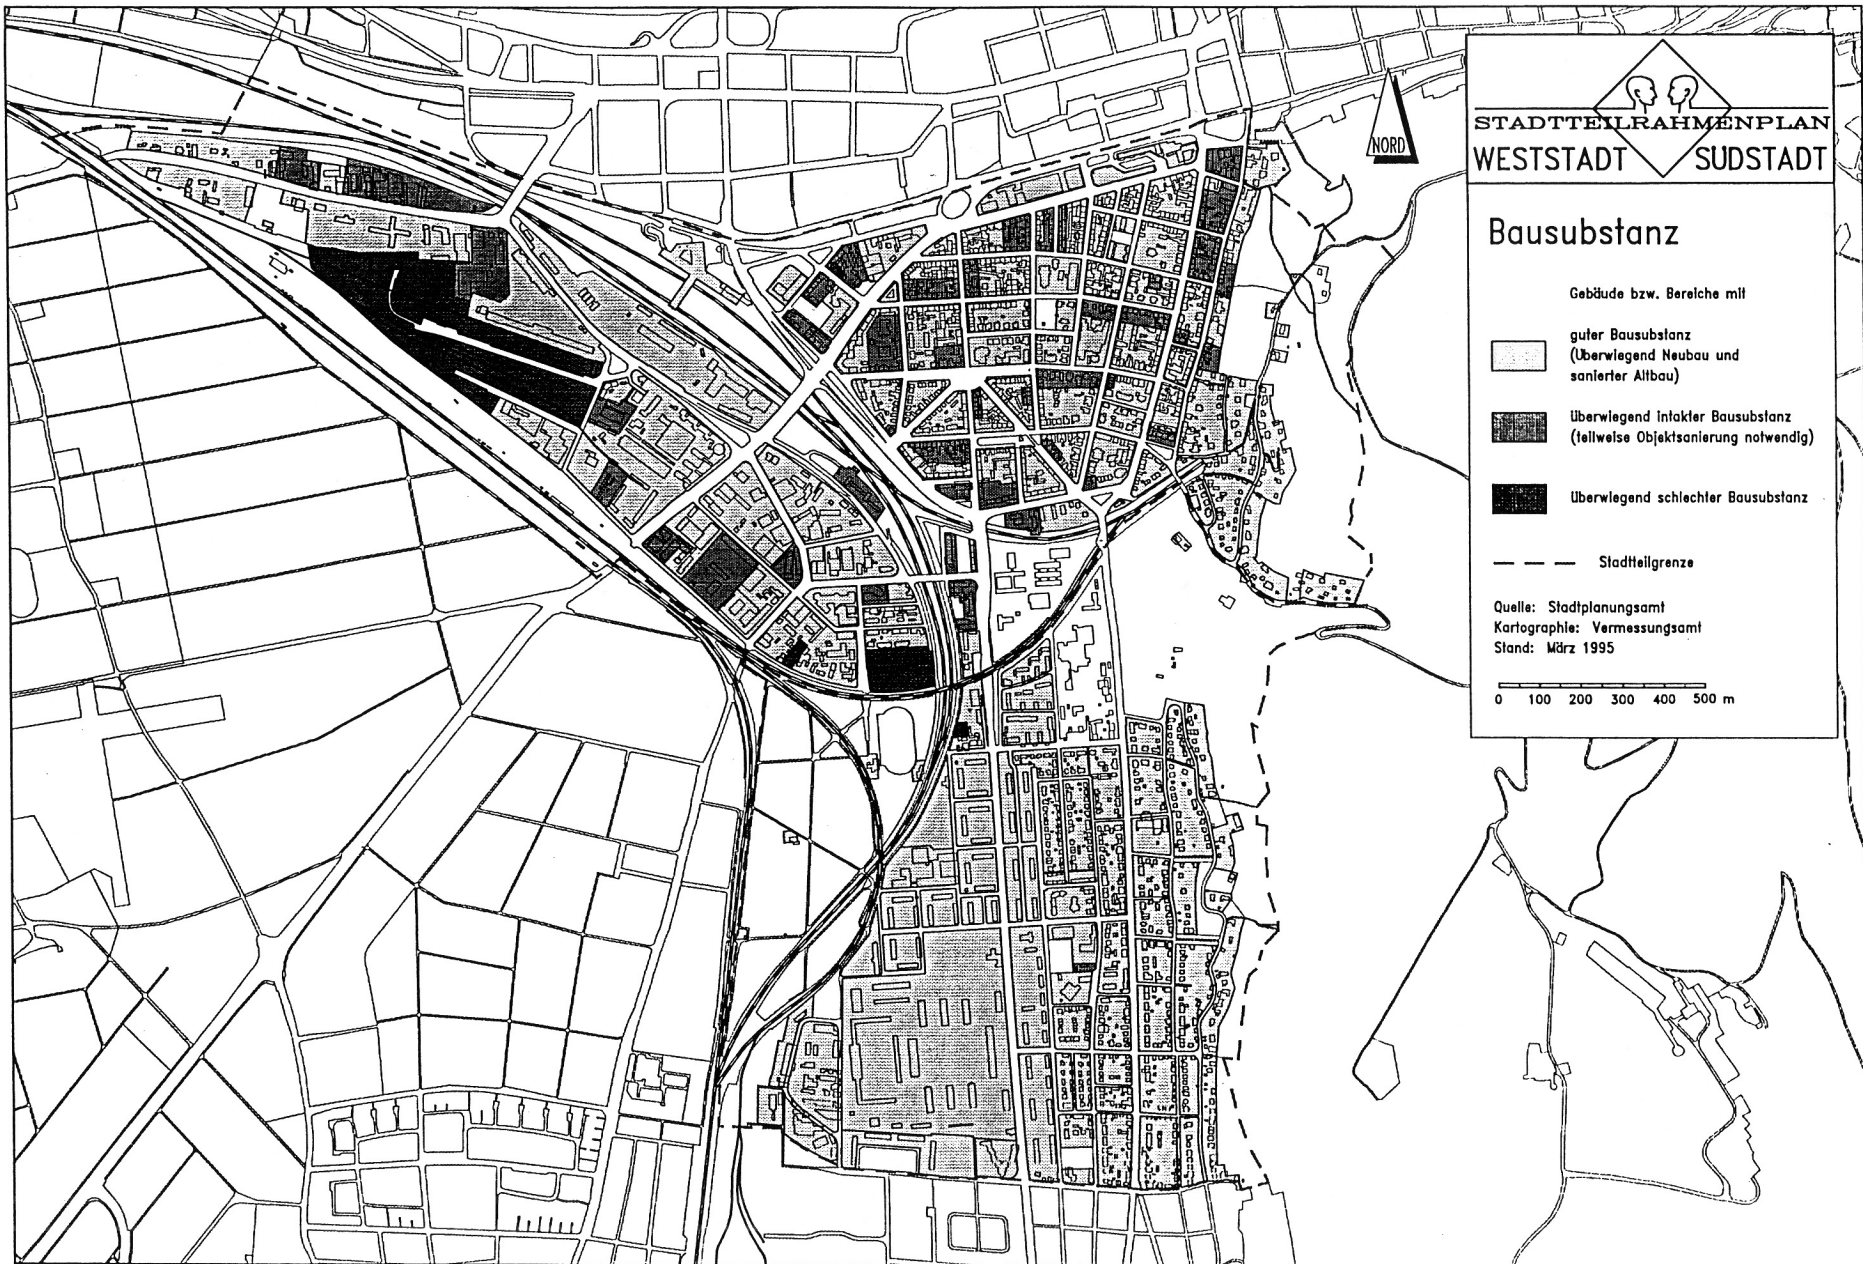 NORD
STADTTEILRAHMENPLAN
WESTSTADT SÜDSTADT
Bausubstanz
Gebäude bzw. Bereiche mit
guter Bausubstanz
(Überwiegend Neubau und
sanierter Altbau)
Überwiegend intakter Bausubstanz
(teilweise Objektsanierung notwendig)
Überwiegend schlechter Bausubstanz
Stadtteilgrenze
Quelle: Stadtplanungsamt
Kartographie: Vermessungsamt
Stand: März 1995
0 100 200 300 400 500 m